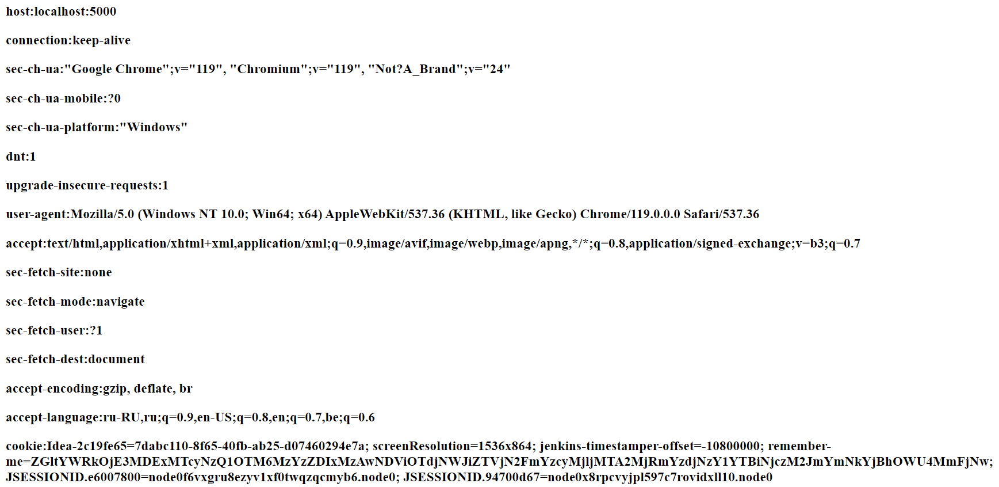 host:localhost:5000
connection:keep-alive
sec-ch-ua:"Google Chrome";v="119", "Chromium";v="119", "Not?A_Brand";v="24"
sec-ch-ua-mobile:?0
sec-ch-ua-platform:"Windows"
dnt:1
upgrade-insecure-requests:1
user-agent:Mozilla/5.0 (Windows NT 10.0; Win64; x64) AppleWebKit/537.36 (KHTML, like Gecko) Chrome/119.0.0.0 Safari/537.36
accept:text/html,application/xhtml+xml,application/xml;q=0.9,image/avif,image/webp,image/apng,*/*;q=0.8,application/signed-exchange;v=b3;q=0.7
sec-fetch-site:none
sec-fetch-mode:navigate
sec-fetch-user:?1
sec-fetch-dest:document
accept-encoding:gzip, deflate, br
accept-language:ru-RU,ru;q=0.9,en-US;q=0.8,en;q=0.7,be;q=0.6
cookie:Idea-2c19fe65=7dabc110-8f65-40fb-ab25-d07460294e7a; screenResolution=1536x864; jenkins-timestamper-offset=-10800000; remember-
me=ZGltYWRkOjE3MDExMTcyNzQ1OTM6MzYzZDIxMzAwNDViOTdjNWJiZTVjN2FmYzcyMjljMTA2MjRmYzdjNzY1YTBiNjczM2JmYmNkYjBhOWU4MmFjNw;
JSESSIONID.e6007800=node0f6vxgru8ezyv1xf0twqzqcmyb6.node0; JSESSIONID.94700d67=node0x8rpcvyjpl597c7rovidxll10.node0